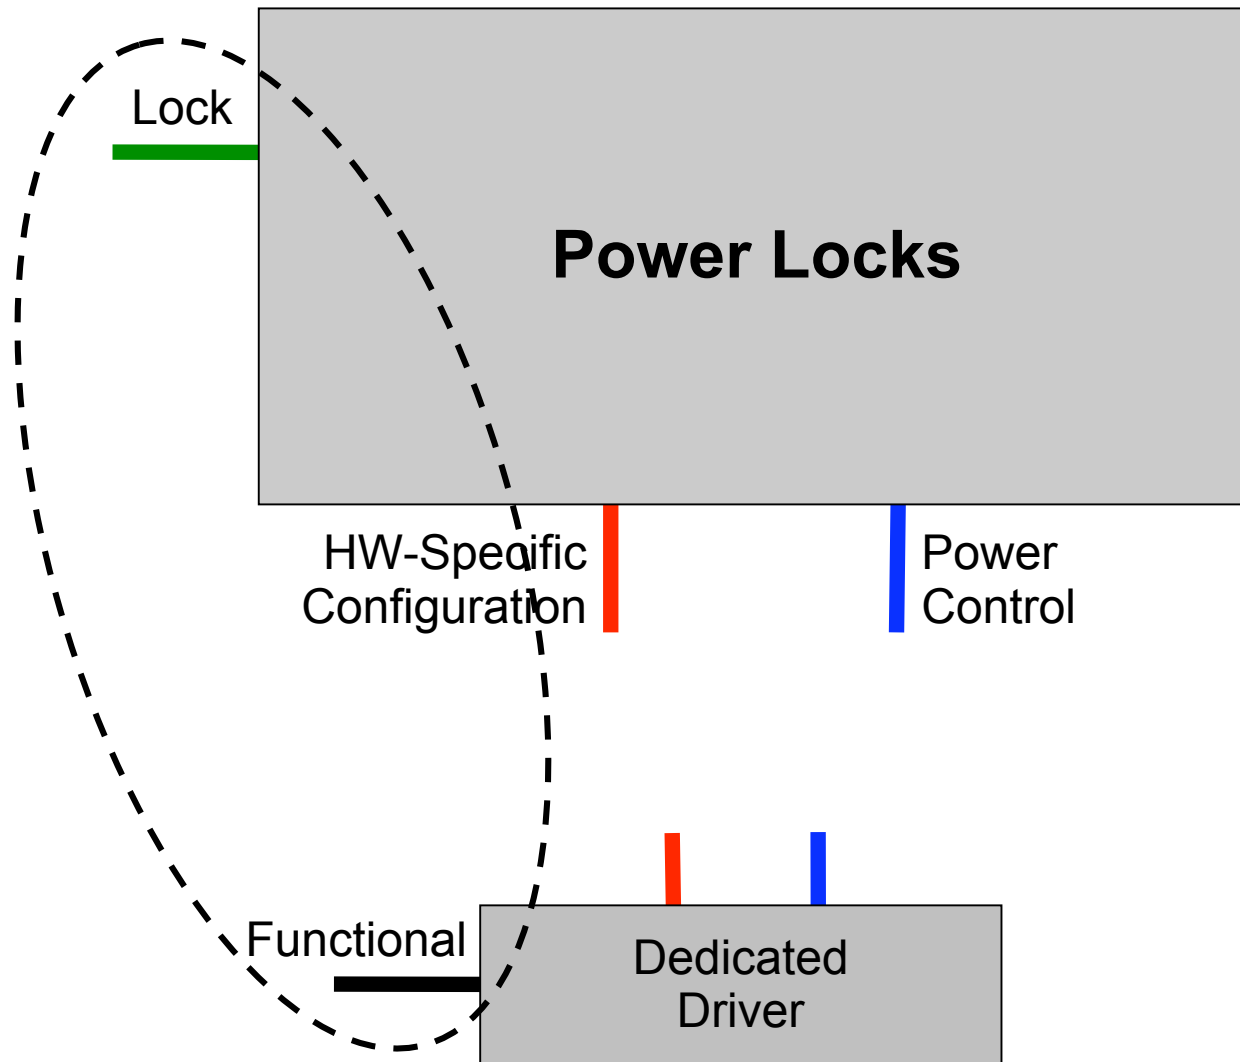 Lock
Power Locks
HW-Specific
Configuration
Power
Control
Functional
Dedicated
Driver